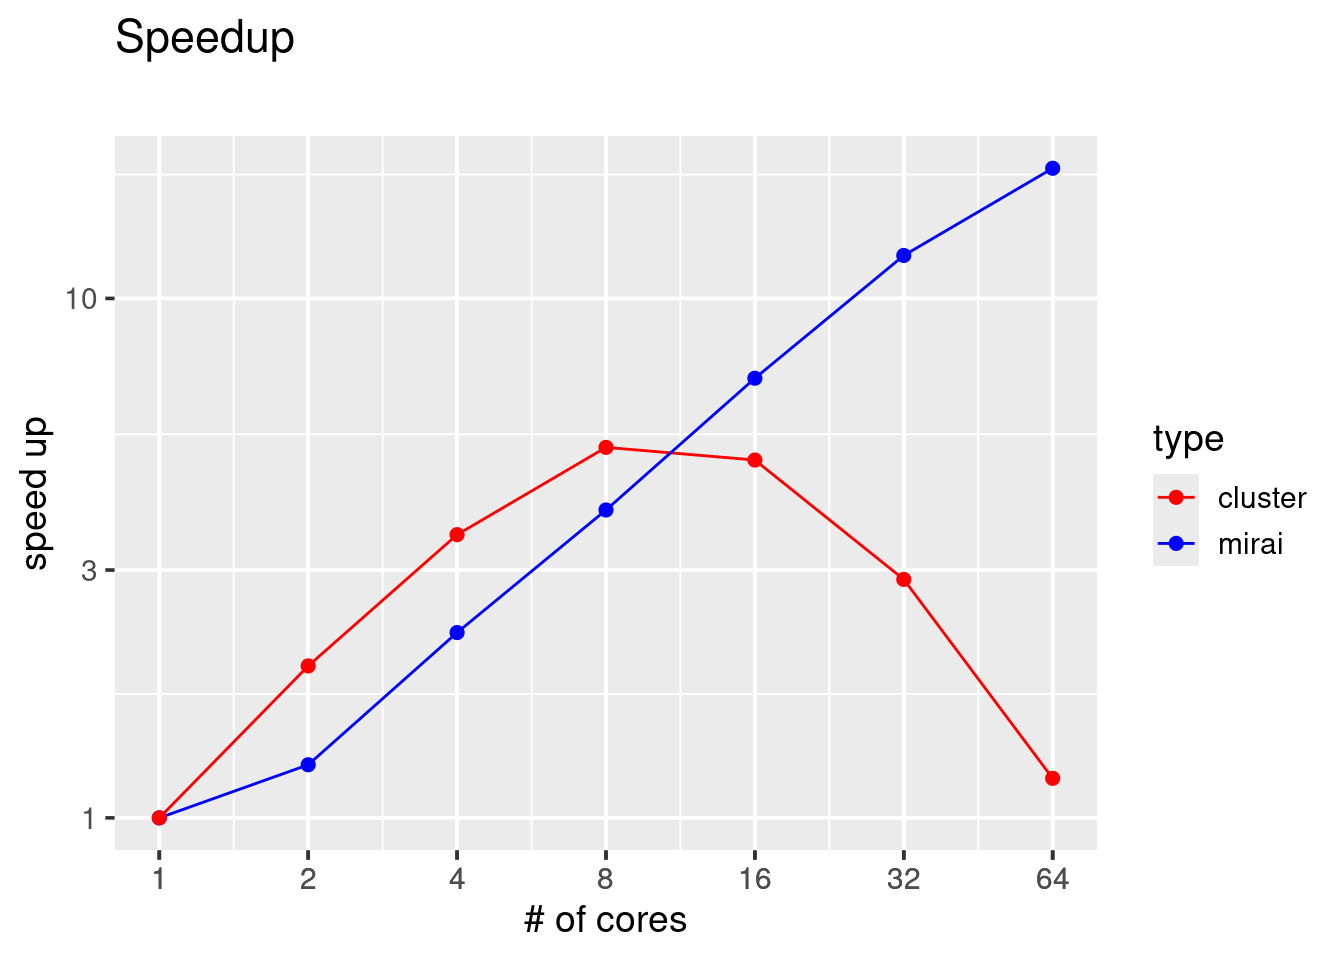 Speedup
speed up
10
3
1
1 2 4 8 16 32 64
# of cores
type
cluster
mirai